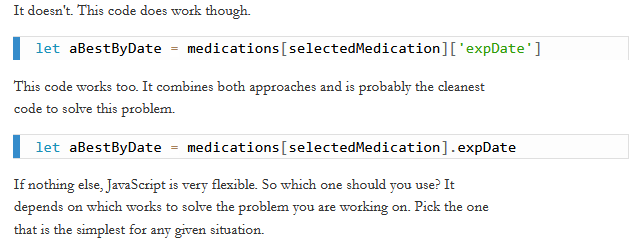 It doesn't. This code does work though.
let aBestByDate = medications[selectedMedication]['expDate']
This code works too. It combines both approaches and is probably the cleanest
code to solve this problem.
let aBestByDate = medications[selectedMedication].expDate
If nothing else, JavaScript is very flexible. So which one should you use? It
depends on which works to solve the problem you are working on. Pick the one
that is the simplest for any given situation.